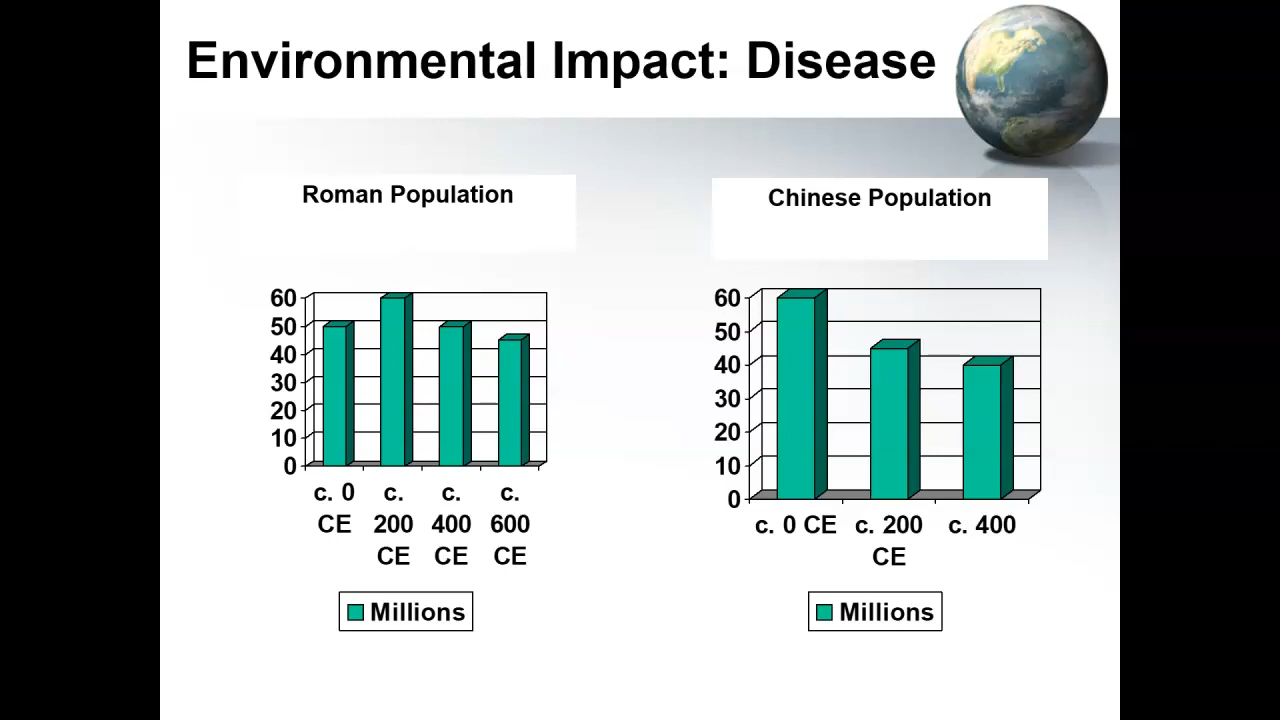 Environmental Impact: Disease
Roman Population
60
50
40
30
20
10
0
c. 0
CE
c.
200
CE
c.
400
CE
c.
600
CE
Millions
Chinese Population
60
50
40
30
20
10
0
c. 0 CE
c. 200
CE
c. 400
Millions